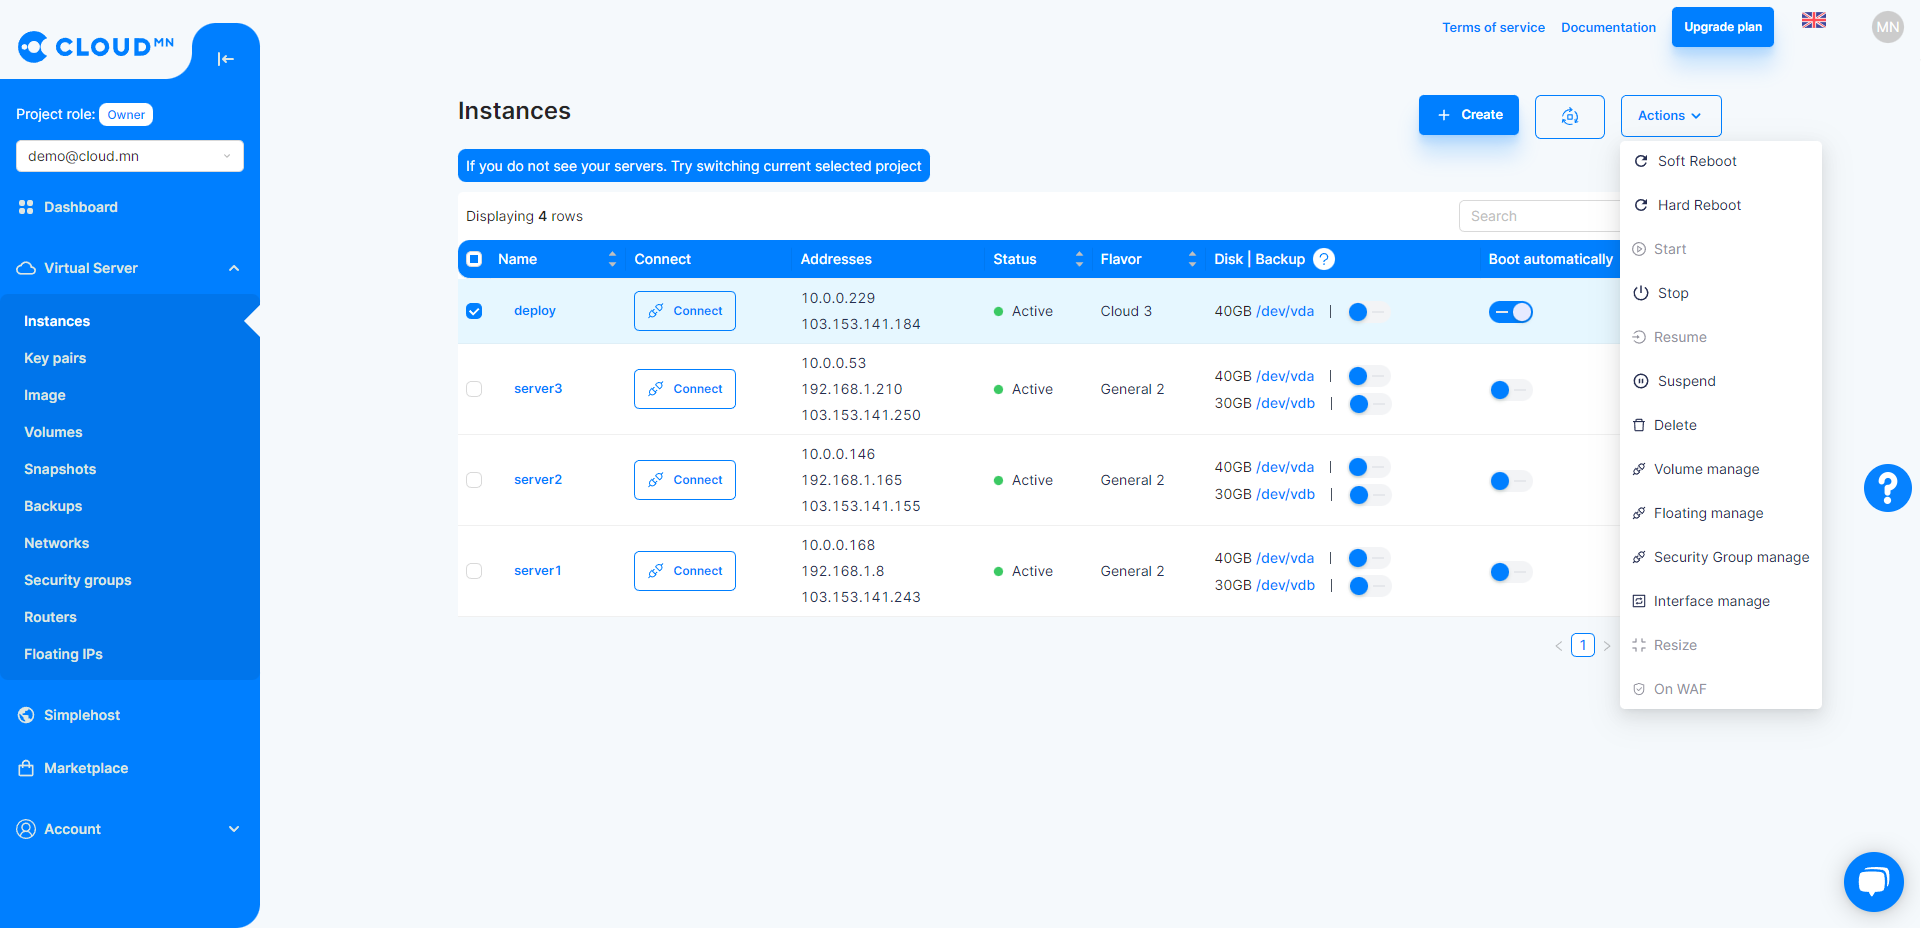 CLOUD MN
Terms of service
Documentation
Upgrade plan
MN
Project role: Owner
demo@cloud.mn
Dashboard
Virtual Server
Instances
Key pairs
Image
Volumes
Snapshots
Backups
Networks
Security groups
Routers
Floating IPs
Simplehost
Marketplace
Account
Instances
+ Create
Actions
If you do not see your servers. Try switching current selected project
Displaying 4 rows
Search
Name Connect Addresses Status Flavor Disk | Backup ? Boot automatically
deploy Connect 10.0.0.229 Active Cloud 3 40GB /dev/vda |
103.153.141.184
10.0.0.53
server3 Connect 192.168.1.210 Active General 2 40GB /dev/vda |
103.153.141.250 30GB /dev/vdb |
10.0.0.146
server2 Connect 192.168.1.165 Active General 2 40GB /dev/vda |
103.153.141.155 30GB /dev/vdb |
10.0.0.168
server1 Connect 192.168.1.8 Active General 2 40GB /dev/vda |
103.153.141.243 30GB /dev/vdb |
< 1 >
Soft Reboot
Hard Reboot
Start
Stop
Resume
Suspend
Delete
Volume manage
Floating manage
Security Group manage
Interface manage
Resize
On WAF
?